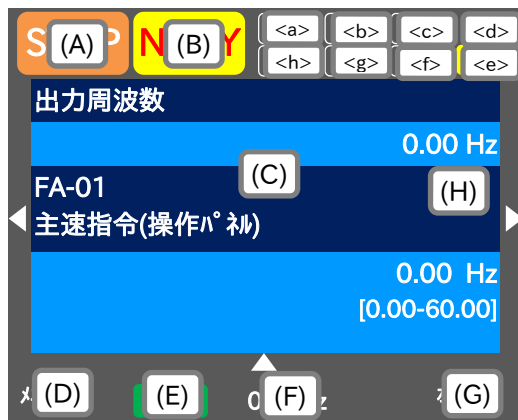 (A) (B) <a> <b> <c> <d>
<h> <g> <f> <e>
出力周波数
0.00 Hz
(C)
FA-01
(H)
主速指令(操作ﾊﾟﾈﾙ)
0.00 Hz
[0.00-60.00]
(D) (E) (F) (G)